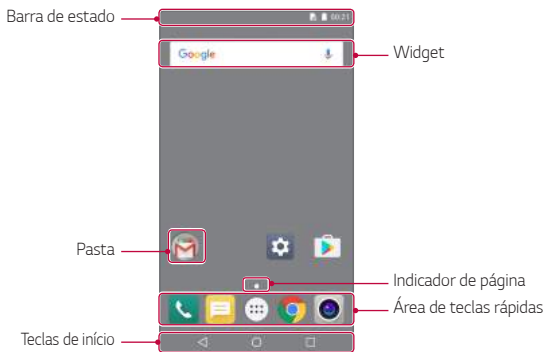 Barra de estado
00:21
Google
Widget
Pasta
Indicador de página
Área de teclas rápidas
Teclas de início